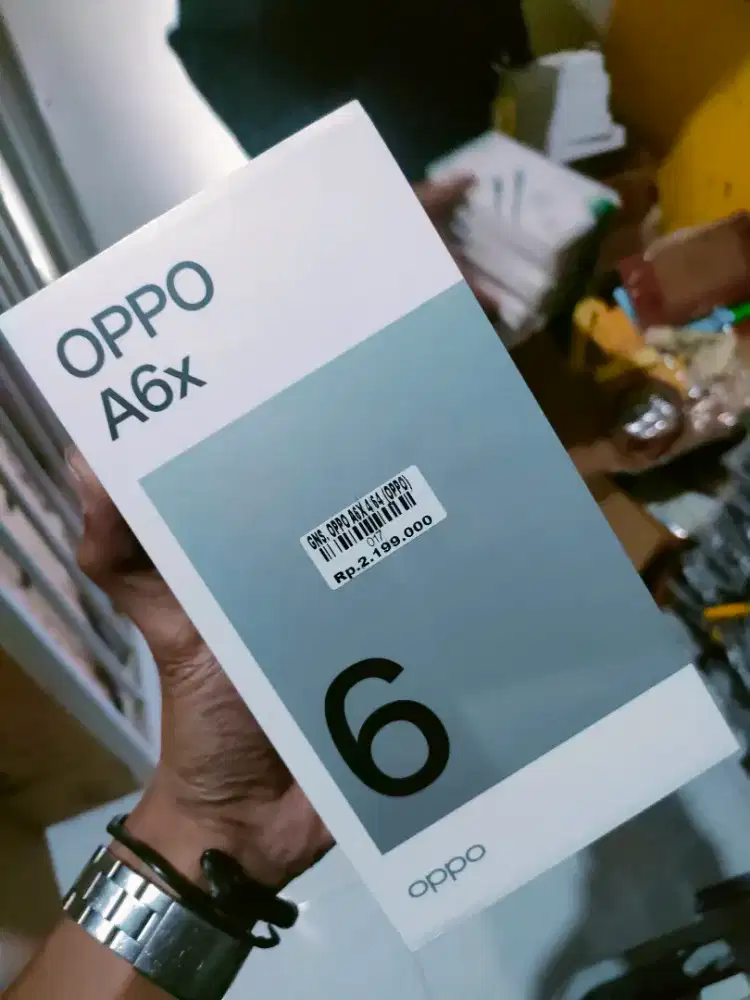 OPPO
A6x
GNS. OPPO A6X 4 64 (OPPO)
017
Rp.2.199.000
6
oppo